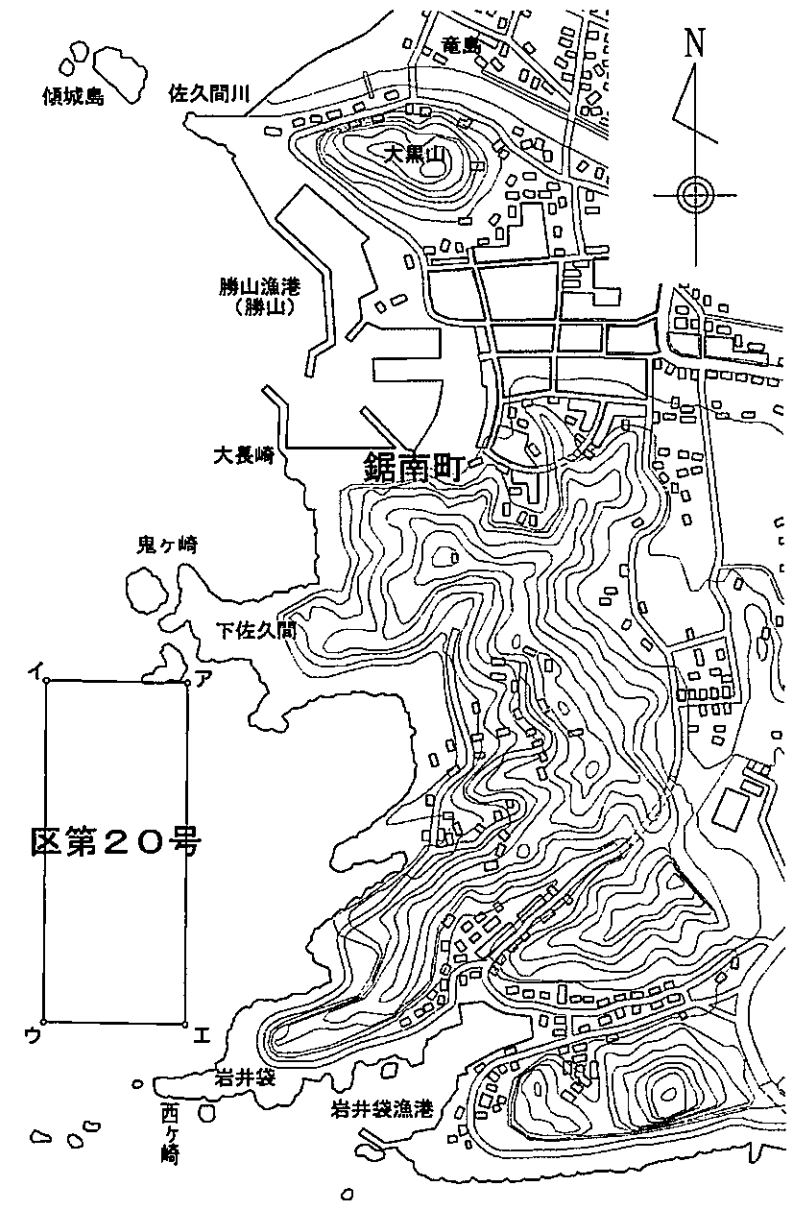 竜島
N
傾城島
佐久間川
大黒山
勝山漁港
（勝山）
大長崎
鋸南町
鬼ヶ崎
下佐久間
イ
ア
区第２０号
ウ
エ
岩井袋
岩井袋漁港
西ヶ崎